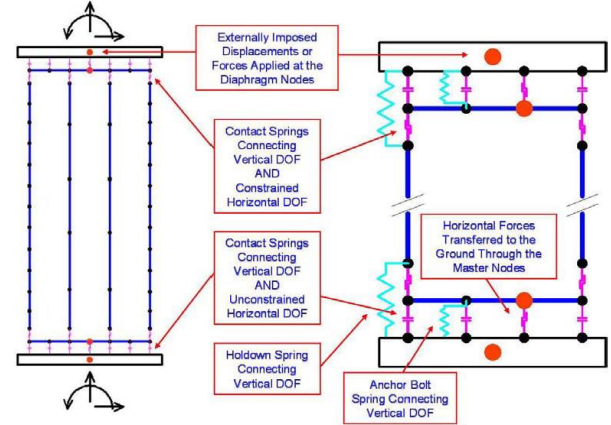 Externally Imposed
Displacements or
Forces Applied at the
Diaphragm Nodes
Contact Springs
Connecting
Vertical DOF
AND
Constrained
Horizontal DOF
Contact Springs
Connecting
Vertical DOF
AND
Unconstrained
Horizontal DOF
Holdown Spring
Connecting
Vertical DOF
Horizontal Forces
Transferred to the
Ground Through the
Master Nodes
Anchor Bolt
Spring Connecting
Vertical DOF